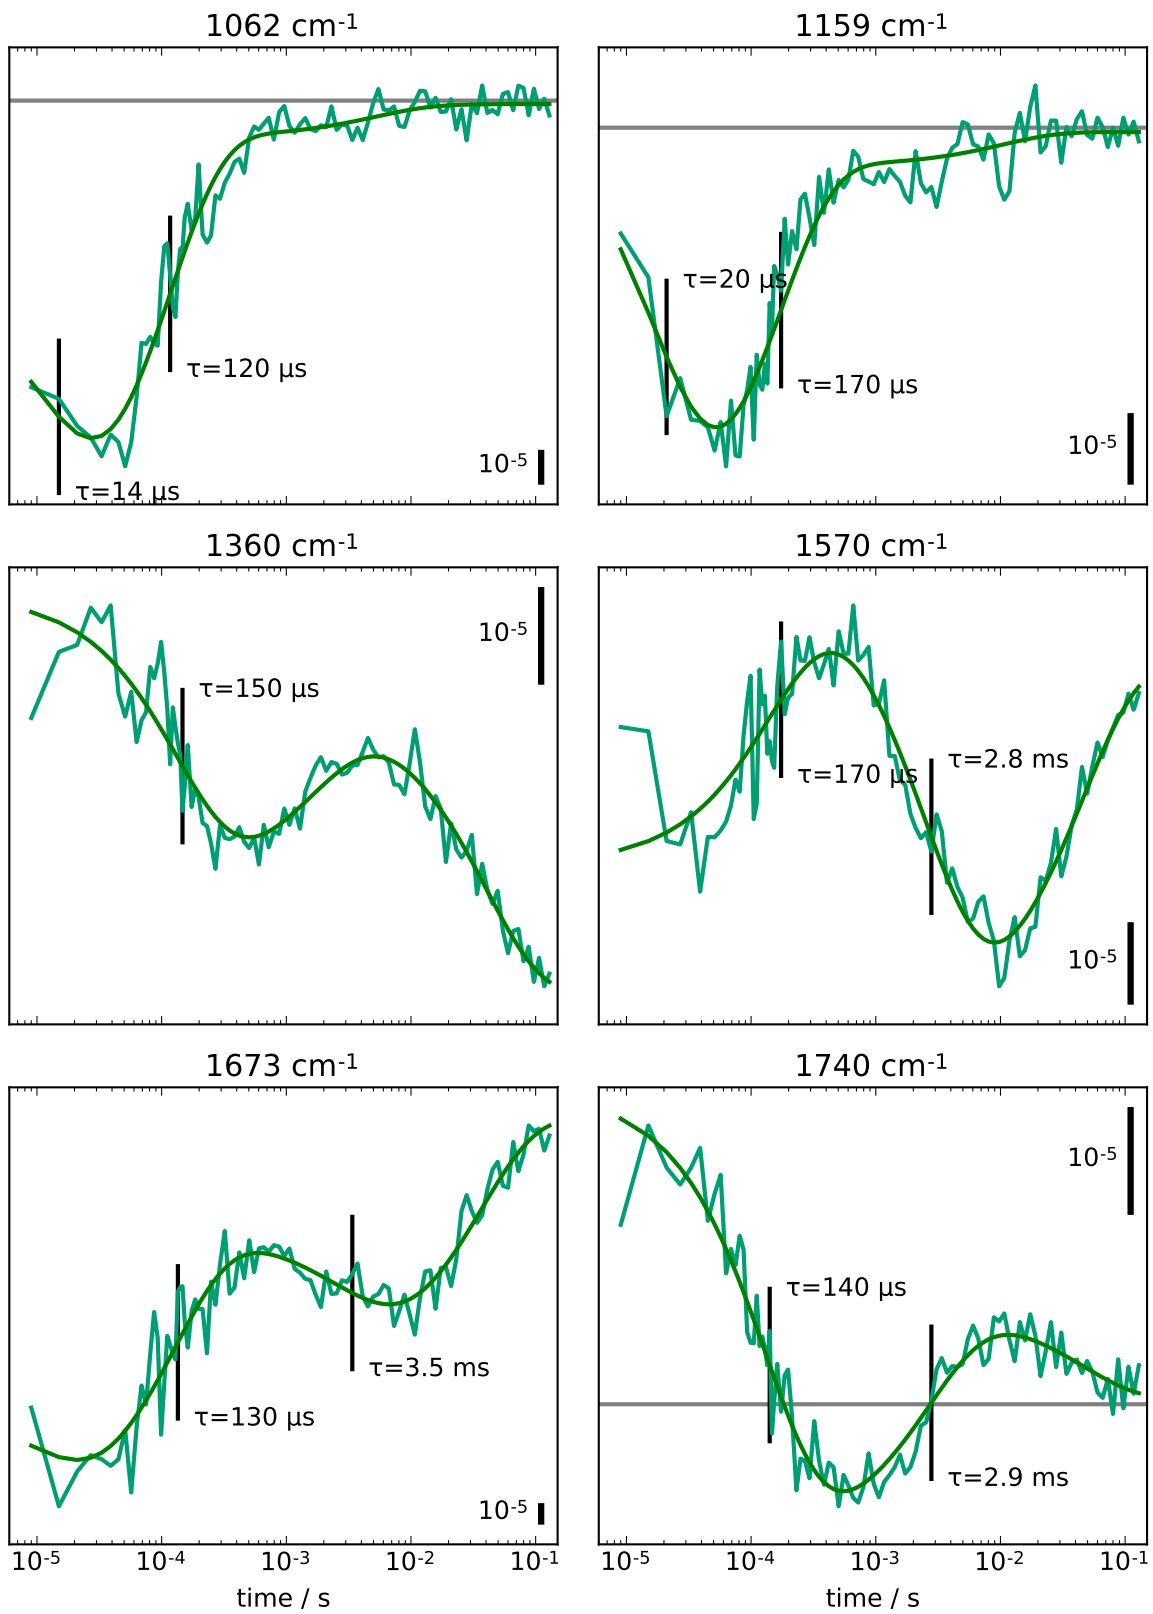 1062 cm⁻¹
τ=120 µs
τ=14 µs
10⁻⁵
1159 cm⁻¹
τ=20 µs
τ=170 µs
10⁻⁵
1360 cm⁻¹
10⁻⁵
τ=150 µs
1570 cm⁻¹
τ=170 µs
τ=2.8 ms
10⁻⁵
1673 cm⁻¹
τ=3.5 ms
τ=130 µs
10⁻⁵
10⁻⁵ 10⁻⁴ 10⁻³ 10⁻² 10⁻¹
time / s
1740 cm⁻¹
10⁻⁵
τ=140 µs
τ=2.9 ms
10⁻⁵ 10⁻⁴ 10⁻³ 10⁻² 10⁻¹
time / s